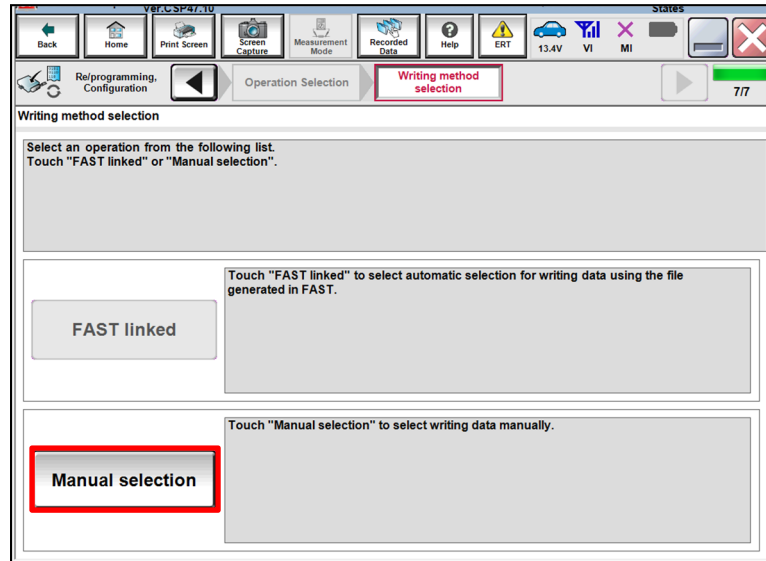 Ver.CSP47.10
States
Back
Home
Print Screen
Screen
Capture
Measurement
Mode
Recorded
Data
Help
ERT
13.4V
VI
MI
Re/programming,
Configuration
Operation Selection
Writing method
selection
7/7
Writing method selection
Select an operation from the following list.
Touch "FAST linked" or "Manual selection".
FAST linked
Touch "FAST linked" to select automatic selection for writing data using the file
generated in FAST.
Manual selection
Touch "Manual selection" to select writing data manually.